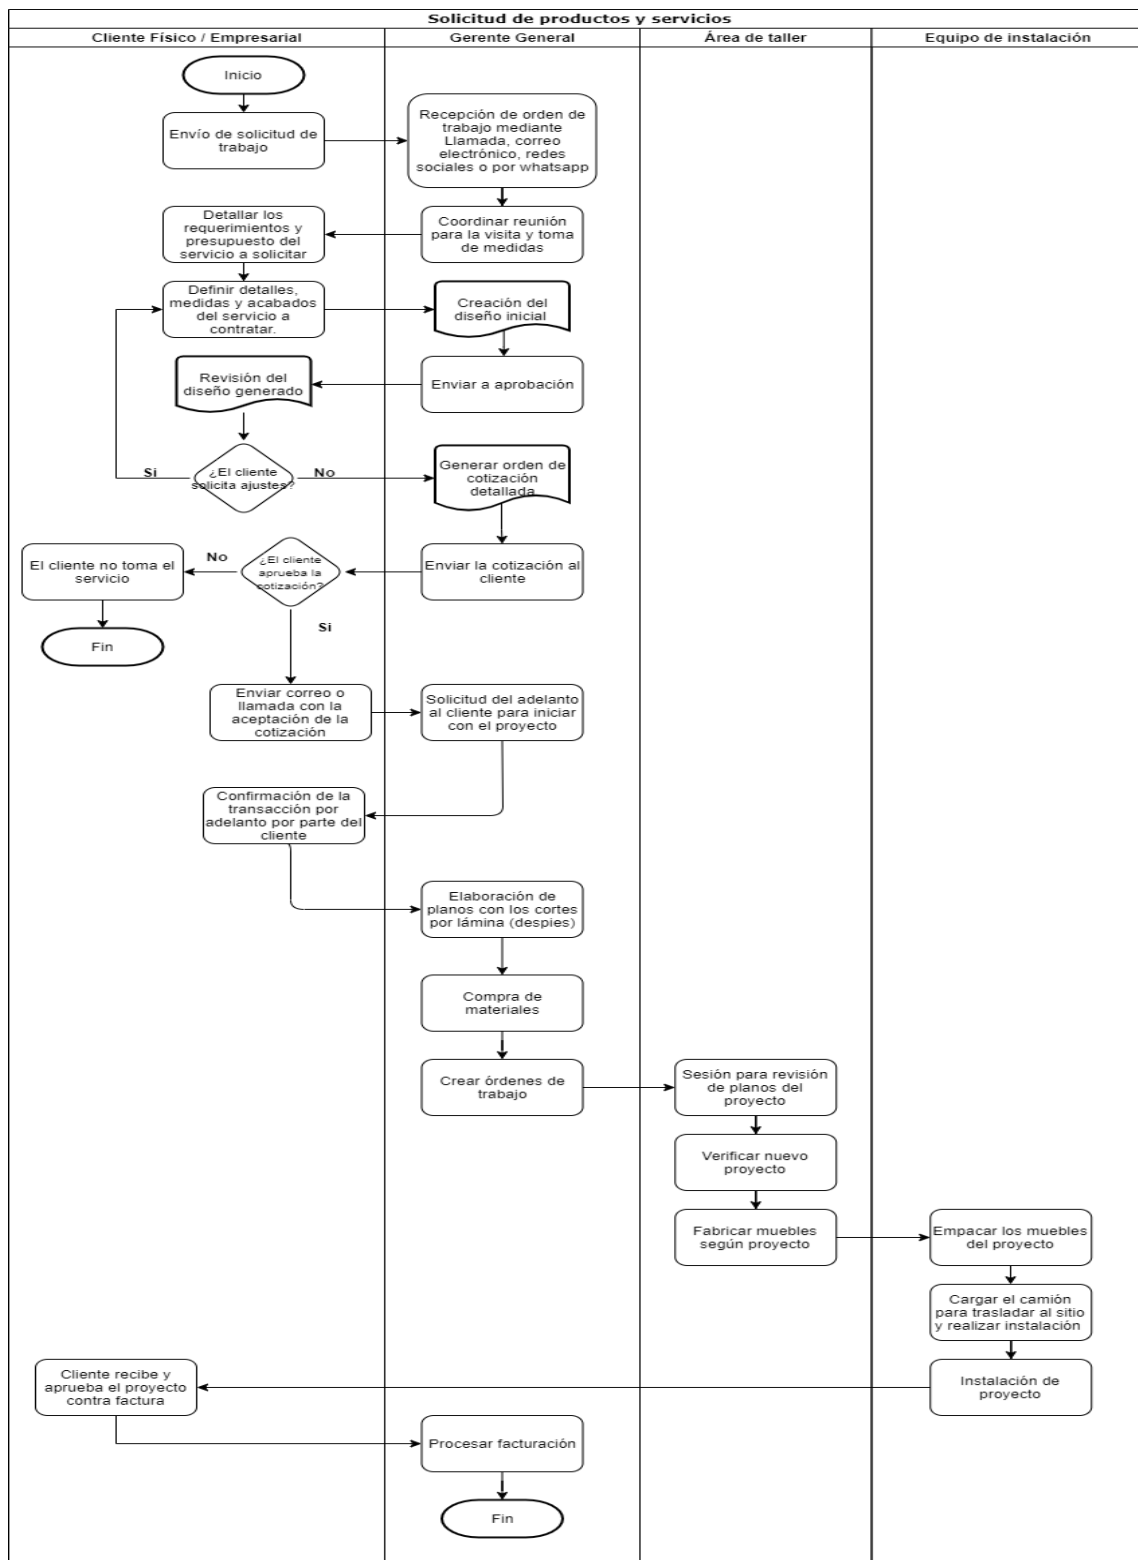 Solicitud de productos y servicios
Cliente Físico / Empresarial
Gerente General
Área de taller
Equipo de instalación
Inicio
Envío de solicitud de
trabajo
Recepción de orden de
trabajo mediante
Llamada, correo
electrónico, redes
sociales o por whatsapp
Detallar los
requerimientos y
presupuesto del
servicio a solicitar
Coordinar reunión
para la visita y toma
de medidas
Definir detalles,
medidas y acabados
del servicio a
contratar.
Creación del
diseño inicial
Revisión del
diseño generado
Enviar a aprobación
¿El cliente
solicita ajustes?
Si
No
Generar orden de
cotización
detallada
El cliente no toma el
servicio
No
¿El cliente
aprueba la
cotización?
Enviar la cotización al
cliente
Fin
Si
Enviar correo o
llamada con la
aceptación de la
cotización
Solicitud del adelanto
al cliente para iniciar
con el proyecto
Confirmación de la
transacción por
adelanto por parte del
cliente
Elaboración de
planos con los cortes
por lámina (despies)
Compra de
materiales
Crear órdenes de
trabajo
Sesión para revisión
de planos del
proyecto
Verificar nuevo
proyecto
Fabricar muebles
según proyecto
Empacar los muebles
del proyecto
Cargar el camión
para trasladar al sitio
y realizar instalación
Cliente recibe y
aprueba el proyecto
contra factura
Instalación de
proyecto
Procesar facturación
Fin